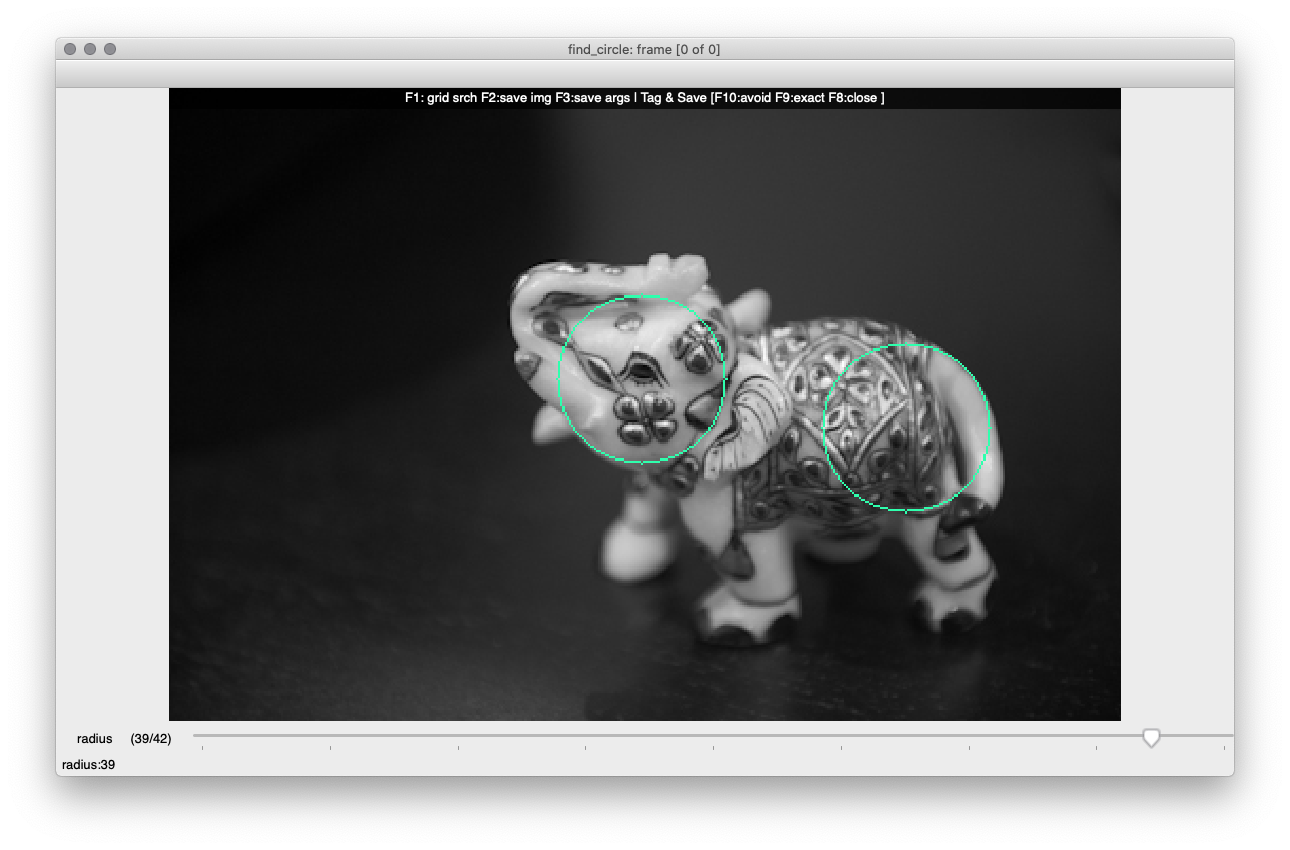 find_circle: frame [0 of 0]
F1: grid srch F2:save img F3:save args | Tag & Save [F10:avoid F9:exact F8:close ]
radius (39/42)
radius:39